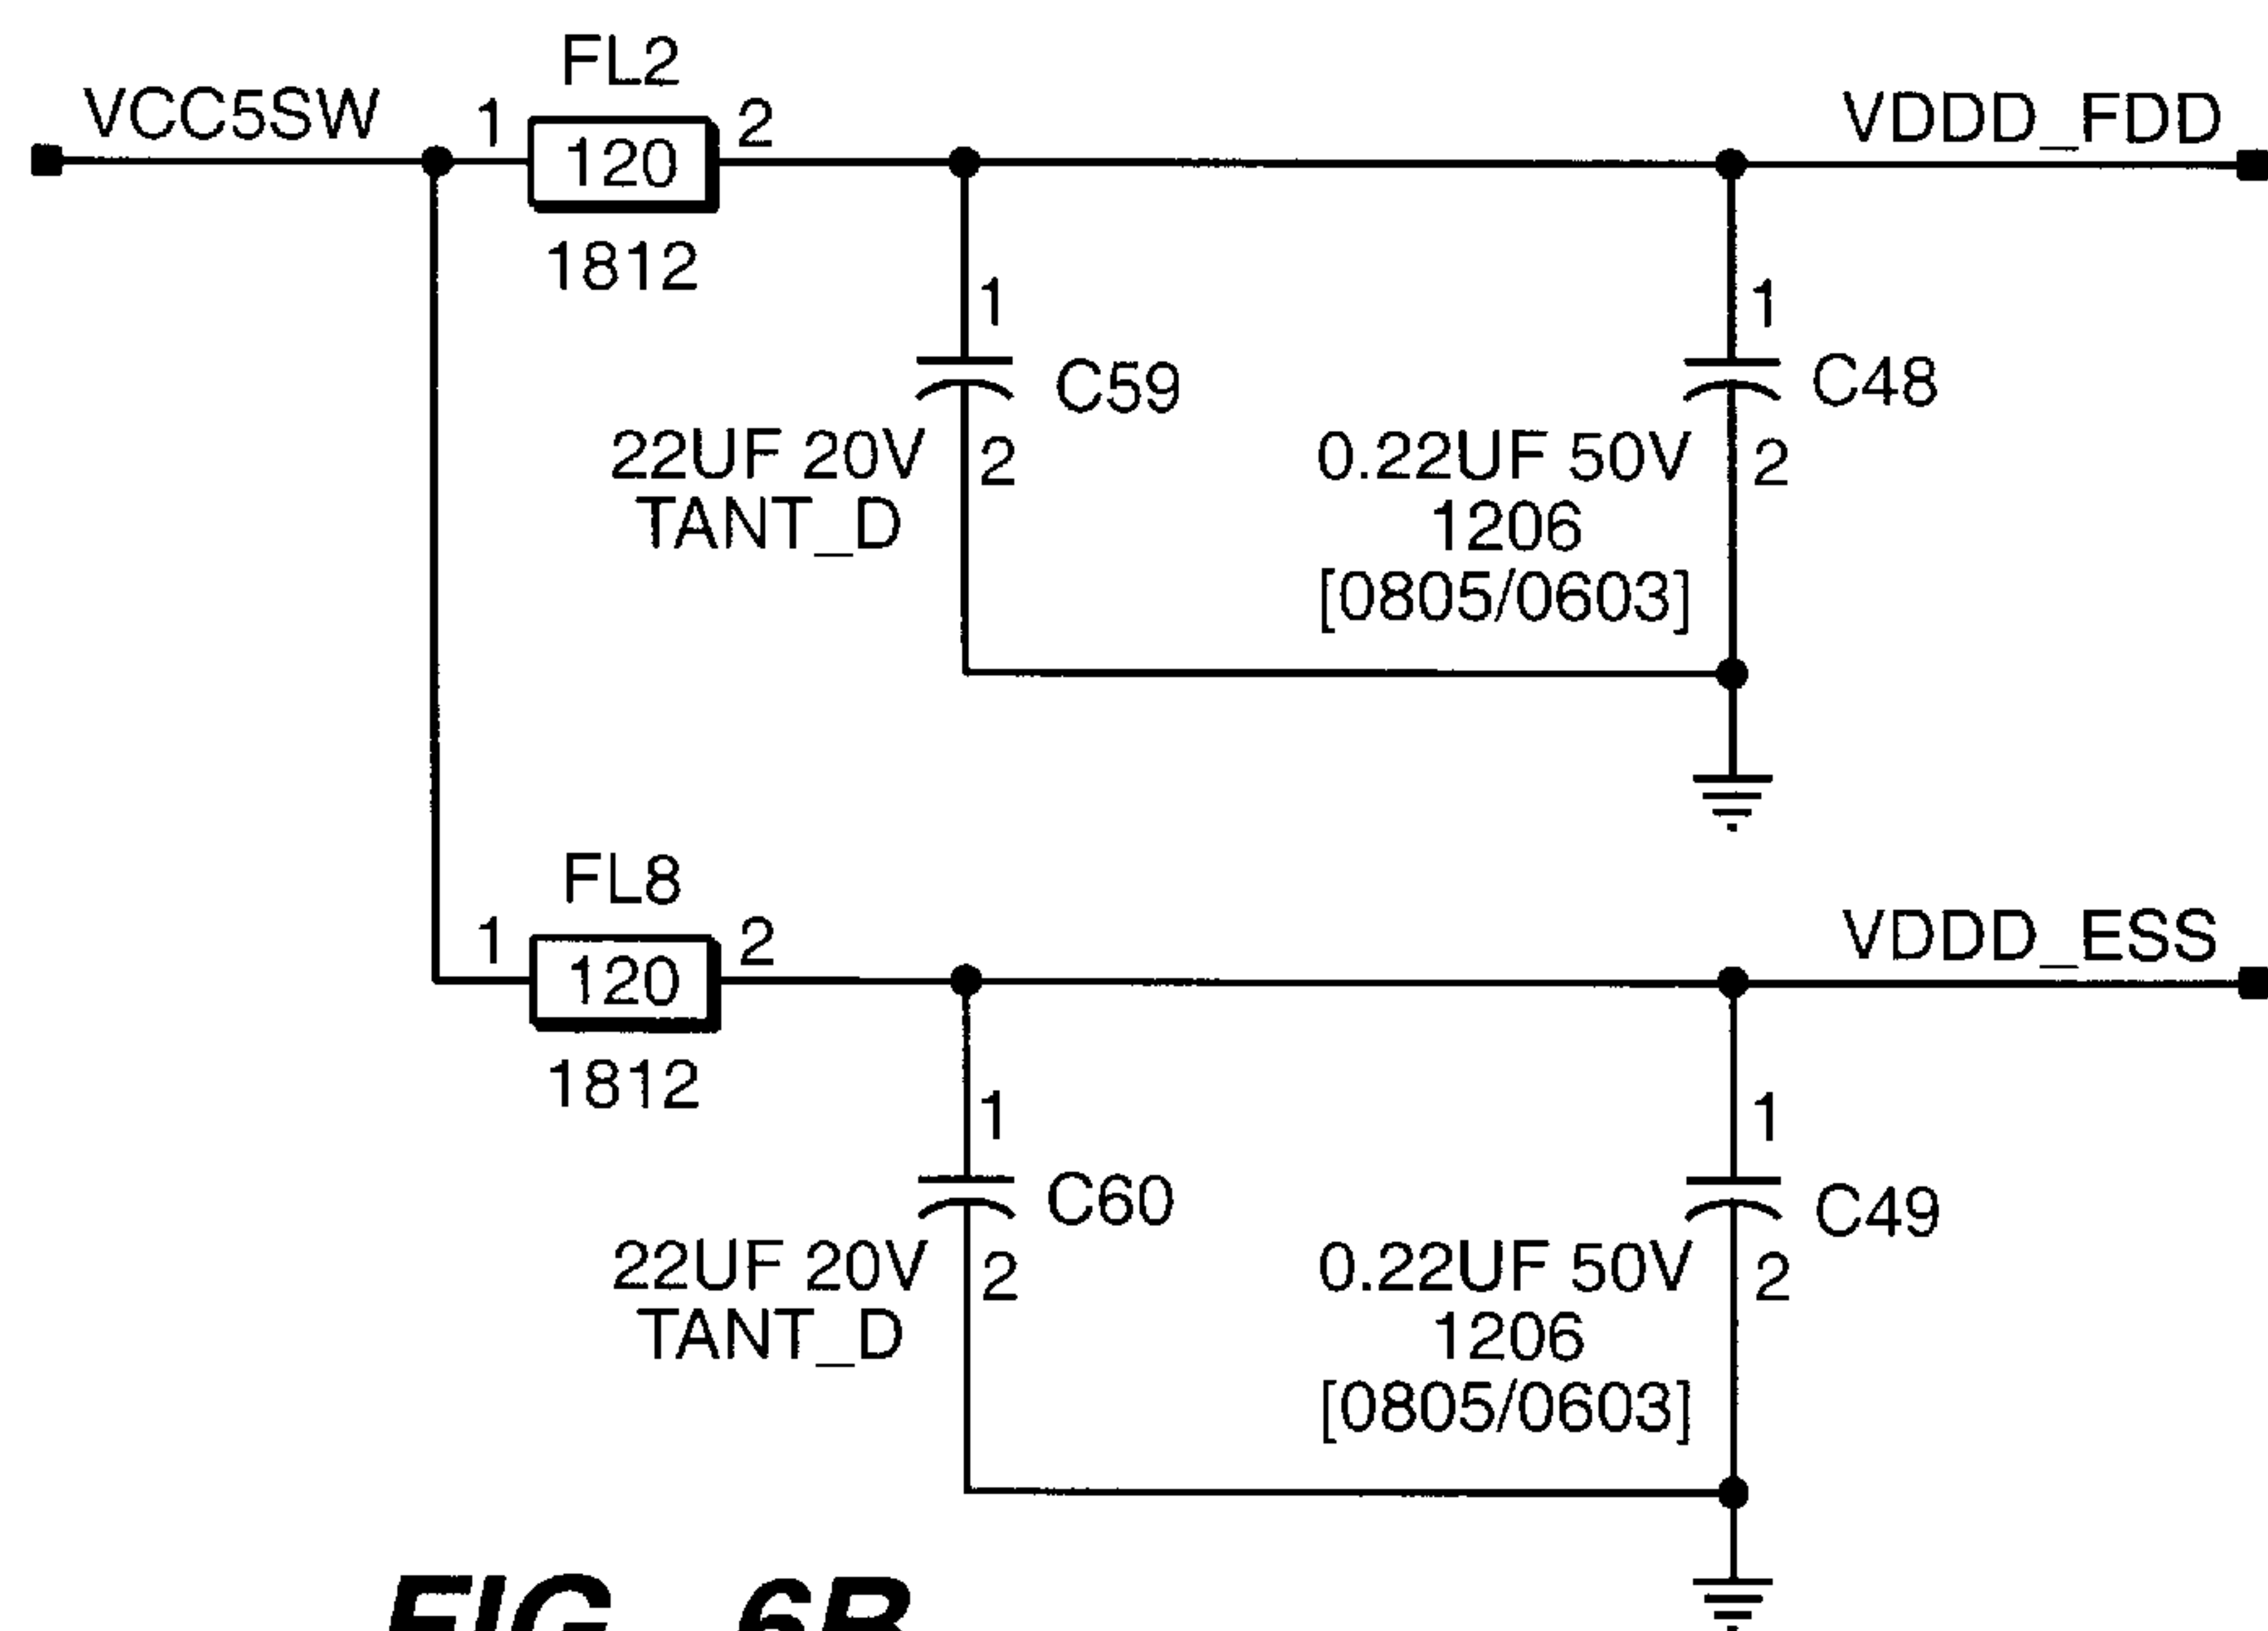 FL2
VCC5SW
1
120
2
VDDD_FDD
1812
1
C59
22UF 20V
2
TANT_D
1
C48
0.22UF 50V
2
1206
[0805/0603]
FL8
1
120
2
VDDD_ESS
1812
1
C60
22UF 20V
2
TANT_D
1
C49
0.22UF 50V
2
1206
[0805/0603]